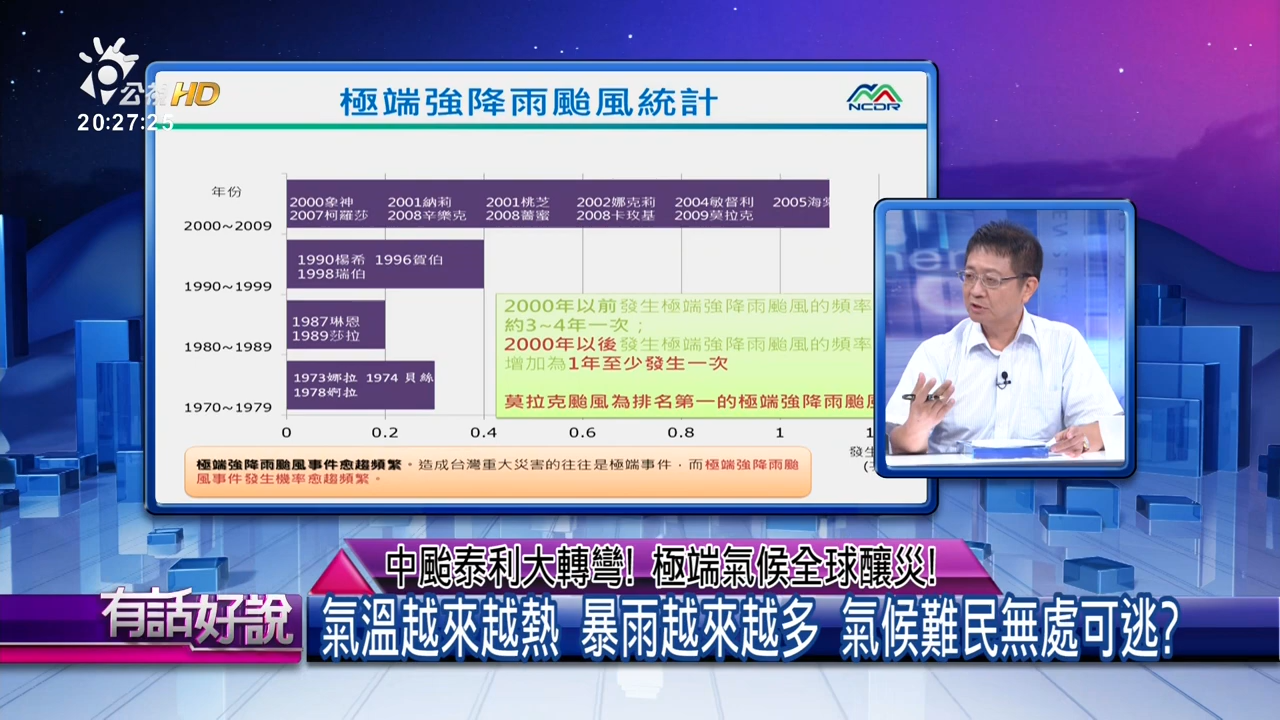 公視HD
20:27:25
極端強降雨颱風統計
NCDR
年份
2000~2009
2000象神 2001納莉 2001桃芝 2002娜克莉 2004敏督利 2005海棠
2007柯羅莎 2008辛樂克 2008薔蜜 2008卡玫基 2009莫拉克
1990~1999
1990楊希 1996賀伯
1998瑞伯
1980~1989
1987琳恩
1989莎拉
1970~1979
1973娜拉 1974 貝絲
1978婀拉
2000年以前發生極端強降雨颱風的頻率
約3~4年一次；
2000年以後發生極端強降雨颱風的頻率
增加為1年至少發生一次
莫拉克颱風為排名第一的極端強降雨颱風
0 0.2 0.4 0.6 0.8 1
極端強降雨颱風事件愈趨頻繁。造成台灣重大災害的往往是極端事件，而極端強降雨颱
風事件發生機率愈趨頻繁。
中颱泰利大轉彎! 極端氣候全球釀災!
有話好說
氣溫越來越熱 暴雨越來越多 氣候難民無處可逃?